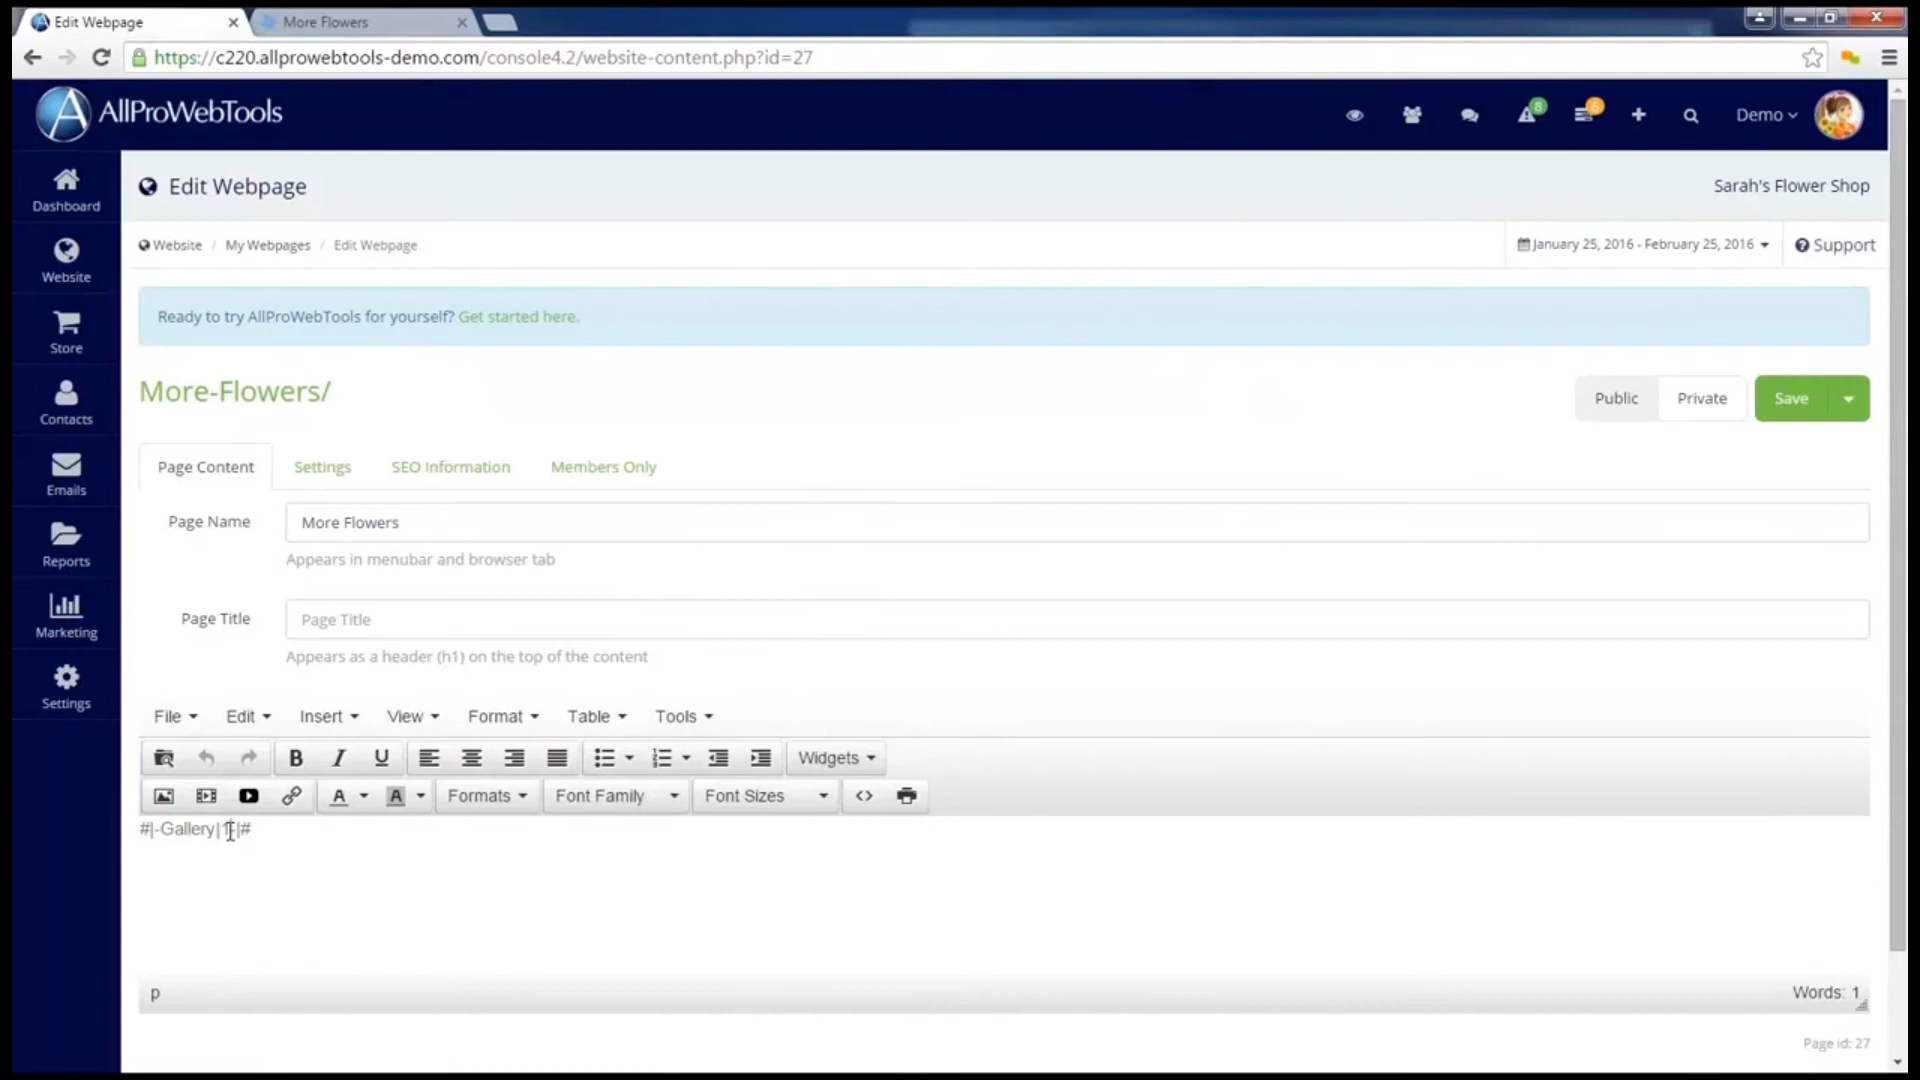 Edit Webpage
More Flowers
https://c220.allprowebtools-demo.com/console4.2/website-content.php?id=27
AllProWebTools
8
6
Demo
Dashboard
Website
Store
Contacts
Emails
Reports
Marketing
Settings
Edit Webpage
Sarah's Flower Shop
Website / My Webpages / Edit Webpage
January 25, 2016 - February 25, 2016
Support
Ready to try AllProWebTools for yourself? Get started here.
More-Flowers/
Public
Private
Save
Page Content
Settings
SEO Information
Members Only
Page Name
More Flowers
Appears in menubar and browser tab
Page Title
Page Title
Appears as a header (h1) on the top of the content
File
Edit
Insert
View
Format
Table
Tools
B I U
Widgets
A
A
Formats
Font Family
Font Sizes
#|-Gallery|1-|#
p
Words: 1
Page id: 27